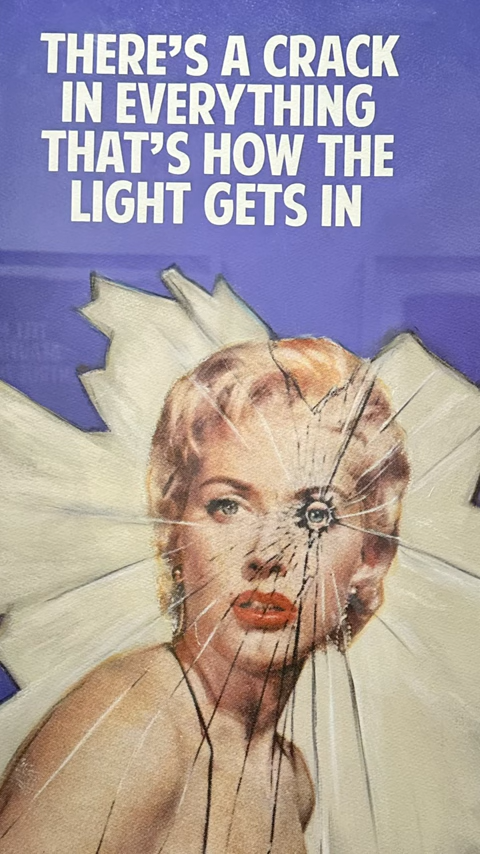 THERE'S A CRACK
IN EVERYTHING
THAT'S HOW THE
LIGHT GETS IN